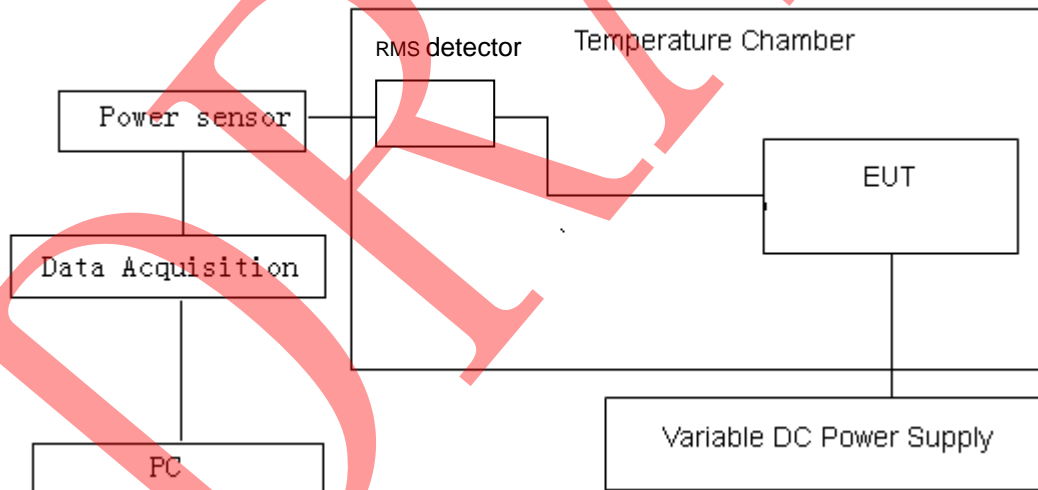 RMS detector
Temperature Chamber
Power sensor
EUT
Data Acquisition
Variable DC Power Supply
PC